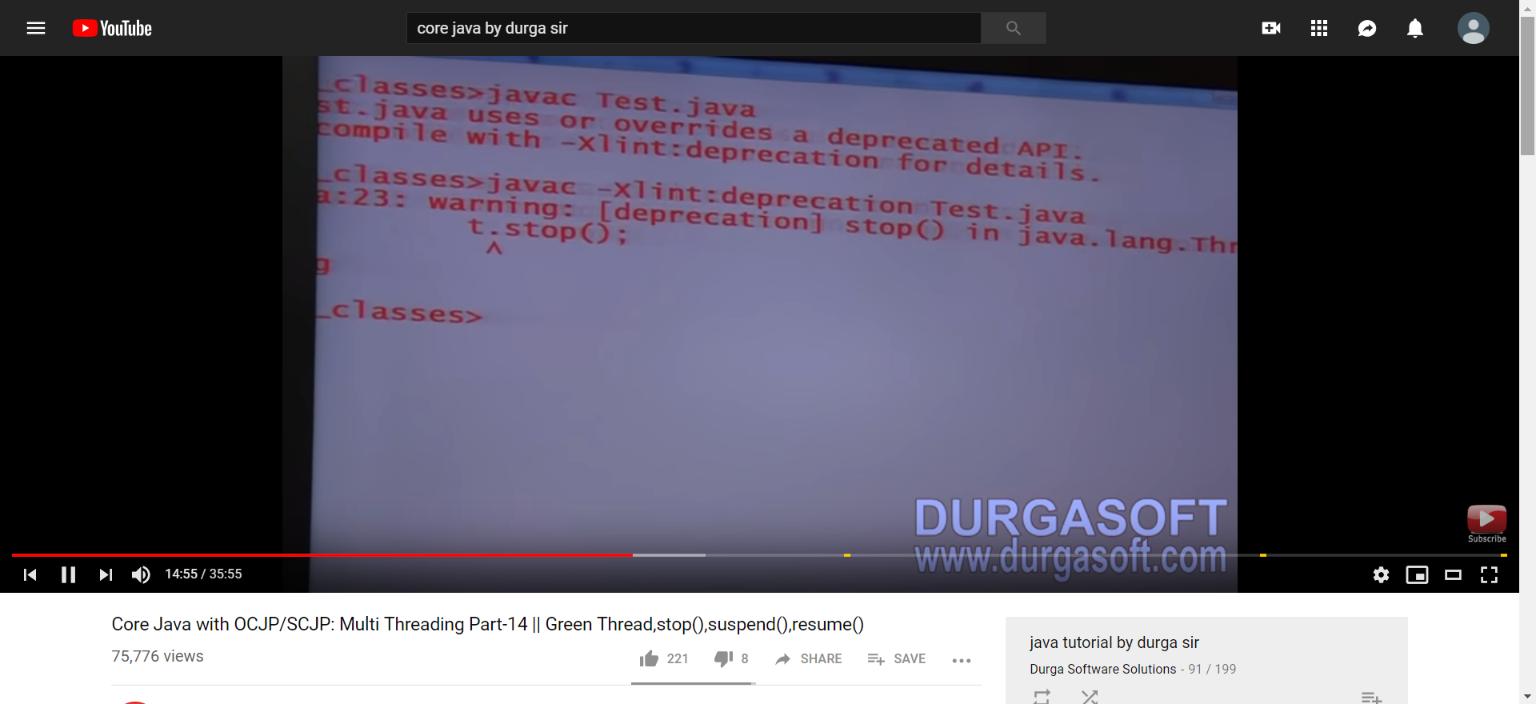 YouTube
core java by durga sir
_classes>javac Test.java
st.java uses or overrides a deprecated API.
compile with -Xlint:deprecation for details.
_classes>javac -Xlint:deprecation Test.java
a:23: warning: [deprecation] stop() in java.lang.Thr
t.stop();
^
g
_classes>
DURGASOFT
www.durgasoft.com
Subscribe
14:55 / 35:55
Core Java with OCJP/SCJP: Multi Threading Part-14 || Green Thread,stop(),suspend(),resume()
75,776 views
221
8
SHARE
SAVE
java tutorial by durga sir
Durga Software Solutions - 91 / 199